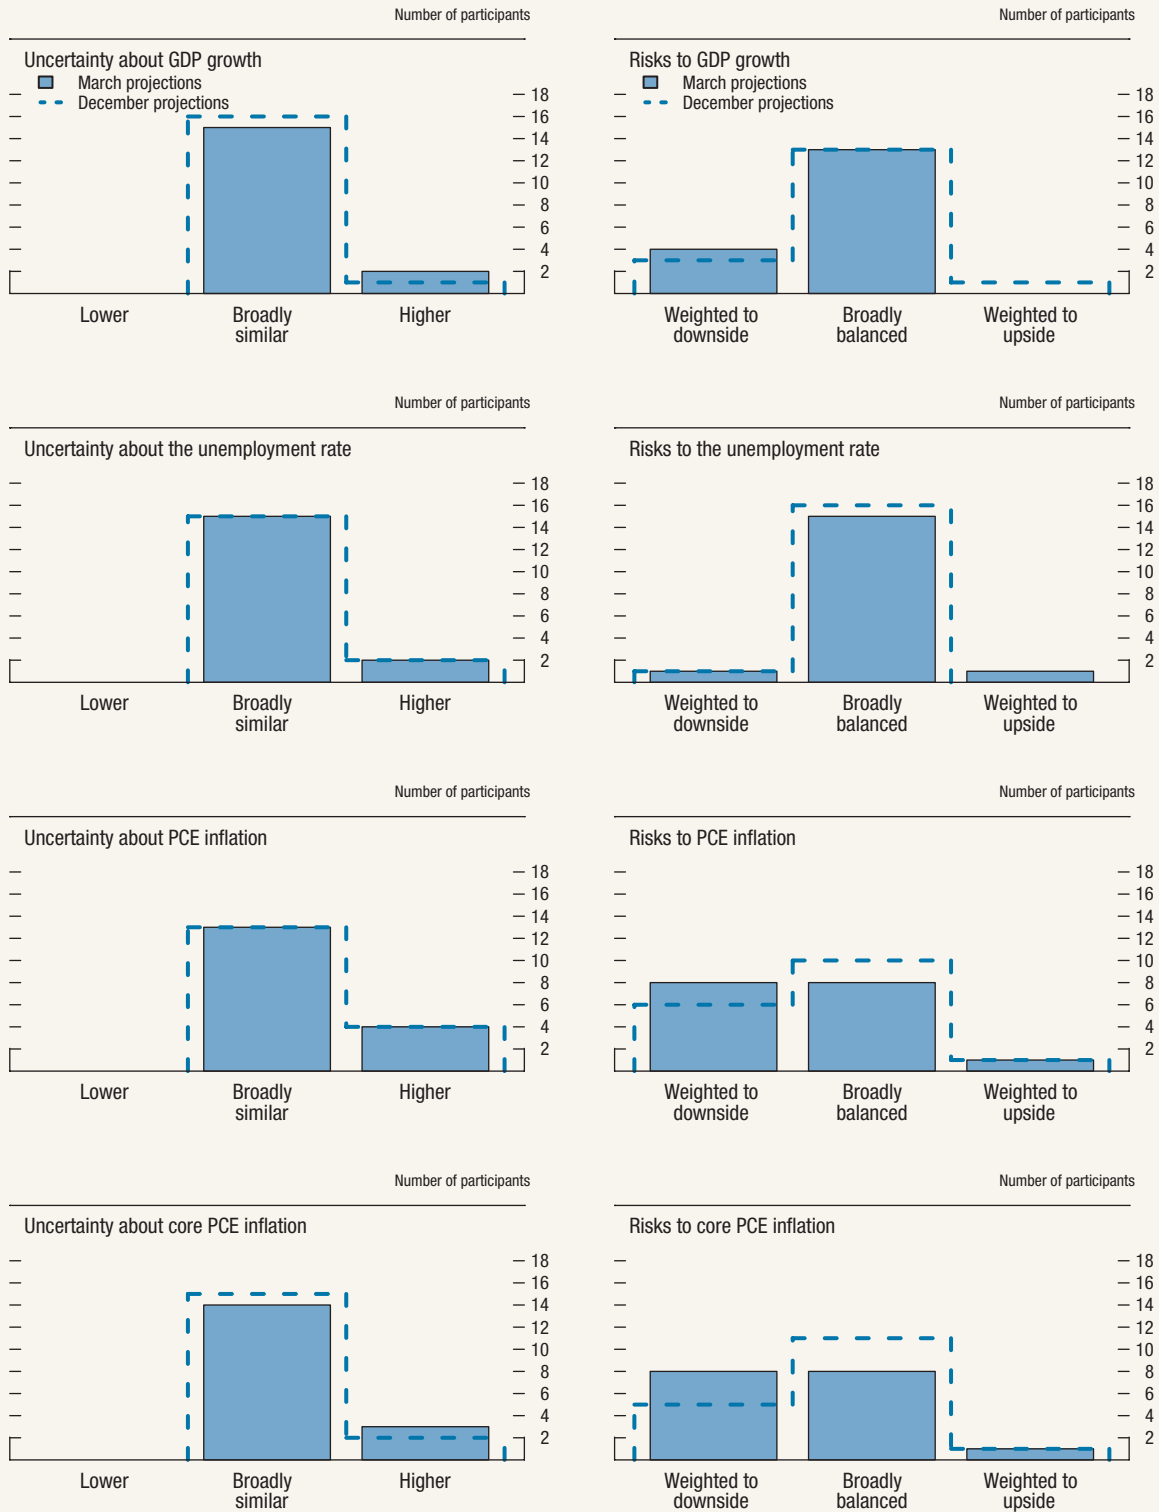 Number of participants
Uncertainty about GDP growth
March projections
December projections
18
16
14
12
10
8
6
4
2
Lower
Broadly
similar
Higher
Number of participants
Risks to GDP growth
March projections
December projections
18
16
14
12
10
8
6
4
2
Weighted to
downside
Broadly
balanced
Weighted to
upside
Number of participants
Uncertainty about the unemployment rate
18
16
14
12
10
8
6
4
2
Lower
Broadly
similar
Higher
Number of participants
Risks to the unemployment rate
18
16
14
12
10
8
6
4
2
Weighted to
downside
Broadly
balanced
Weighted to
upside
Number of participants
Uncertainty about PCE inflation
18
16
14
12
10
8
6
4
2
Lower
Broadly
similar
Higher
Number of participants
Risks to PCE inflation
18
16
14
12
10
8
6
4
2
Weighted to
downside
Broadly
balanced
Weighted to
upside
Number of participants
Uncertainty about core PCE inflation
18
16
14
12
10
8
6
4
2
Lower
Broadly
similar
Higher
Number of participants
Risks to core PCE inflation
18
16
14
12
10
8
6
4
2
Weighted to
downside
Broadly
balanced
Weighted to
upside